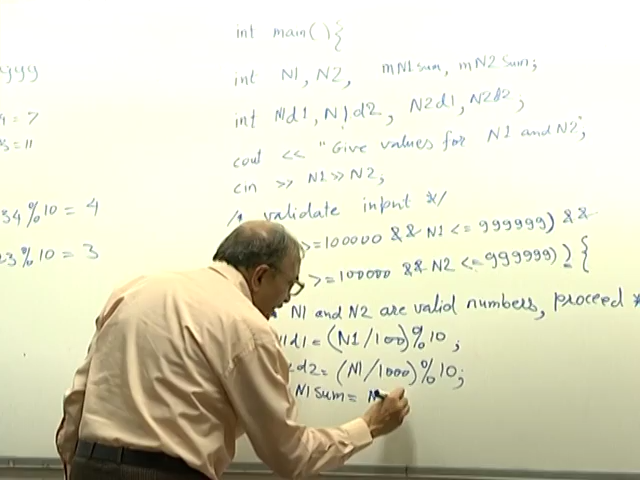 int main(){
int N1, N2, mN1sum, mN2sum;
int N1d1, N1d2, N2d1, N2d2;
cout << "Give values for N1 and N2";
cin >> N1 >> N2;
/* validate input */
>=100000 && N1 <= 999999) &&
>=100000 && N2 <= 999999) ) {
N1 and N2 are valid numbers, proceed *
d1 = (N1/100)%10;
d2 = (N1/1000)%10;
N1sum =
= 7
= 11
34%10 = 4
23%10 = 3